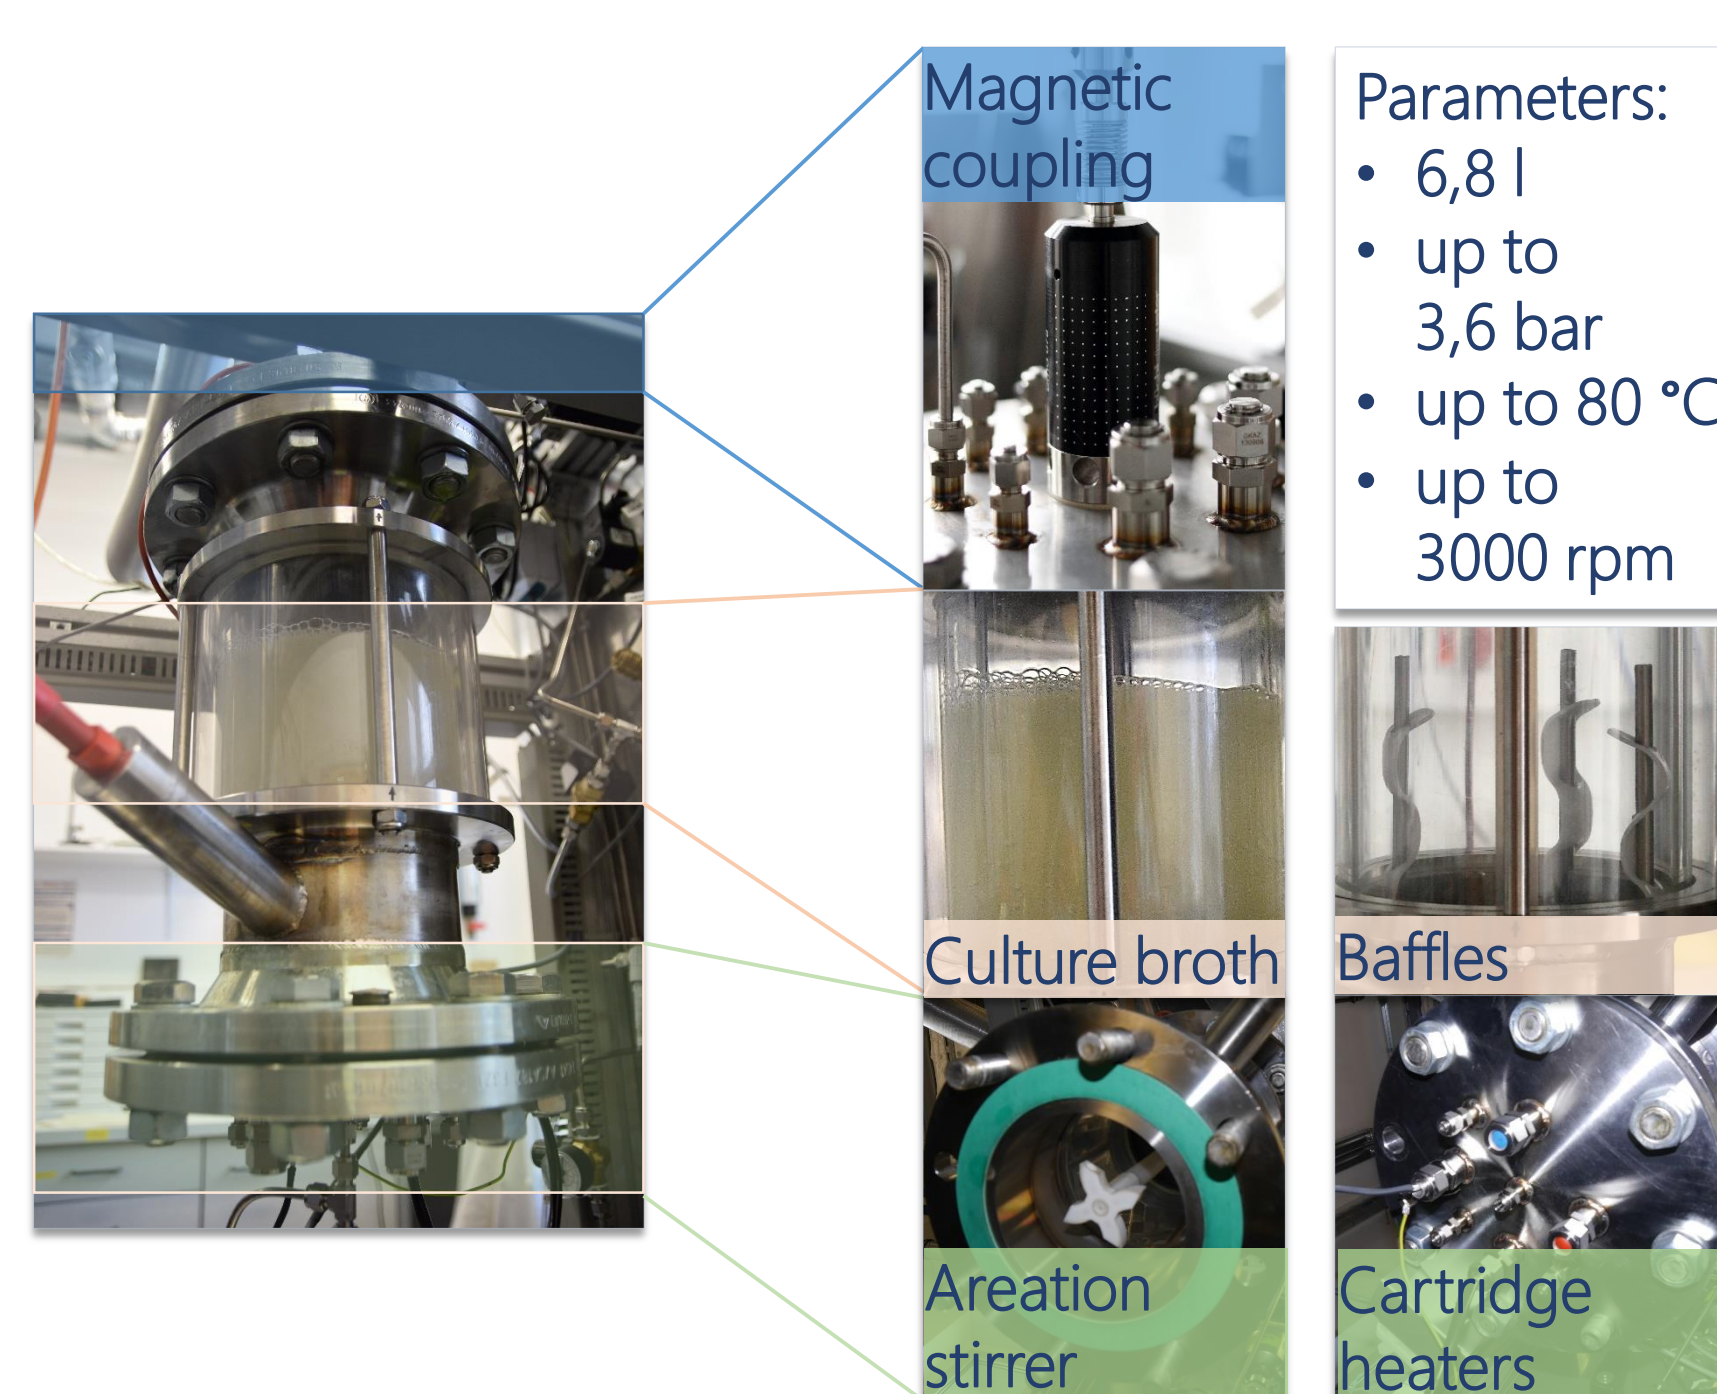 Magnetic
coupling
Parameters:
• 6,8 l
• up to
3,6 bar
• up to 80 °C
• up to
3000 rpm
Culture broth
Baffles
Areation
stirrer
Cartridge
heaters